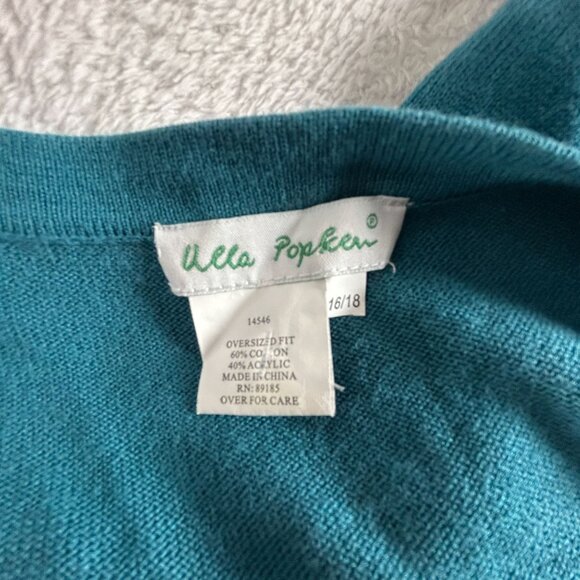 Ulla Popken®
16/18
14546
OVERSIZED FIT
60% COTTON
40% ACRYLIC
MADE IN CHINA
RN: 89185
OVER FOR CARE